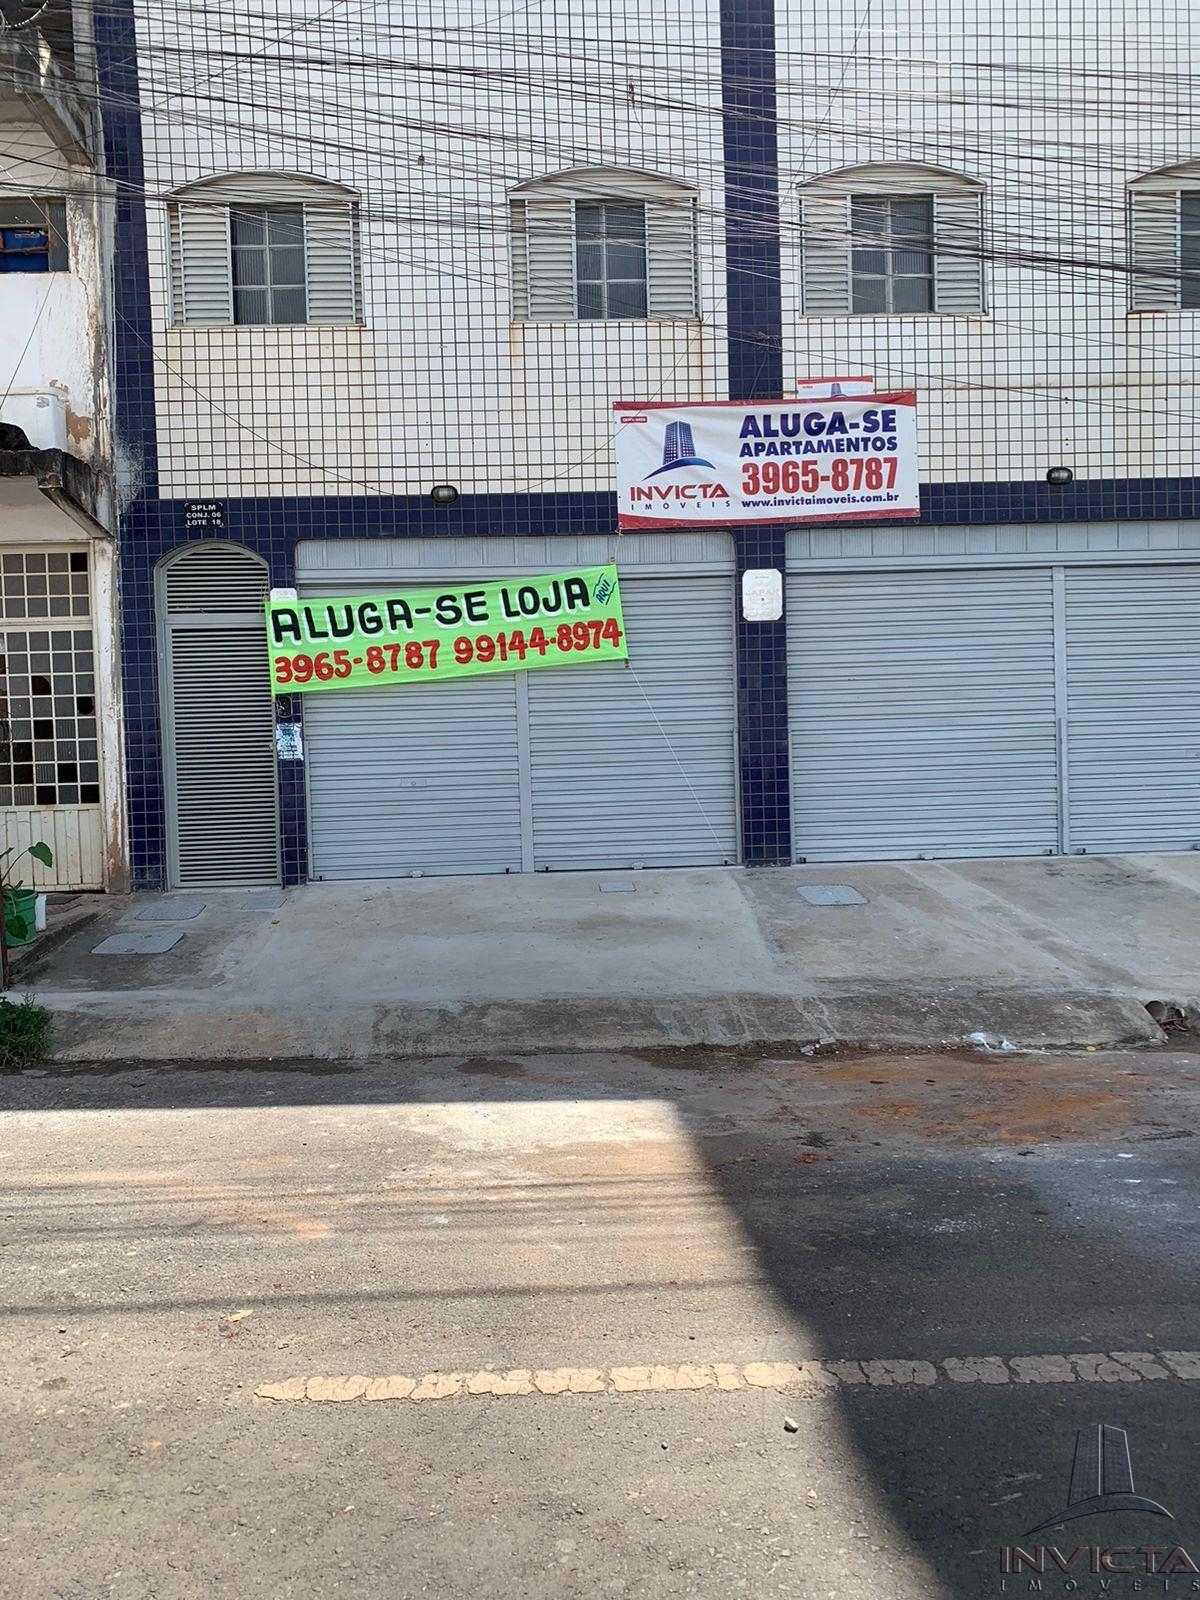 ALUGA-SE
APARTAMENTOS
3965-8787
www.invictaimoveis.com.br
INVICTA
IMOVEIS
SPLM
CONJ. 06
LOTE 18
ALUGA-SE LOJA AQUI
3965-8787 99144-8974
INVICTA
IMÓVEIS